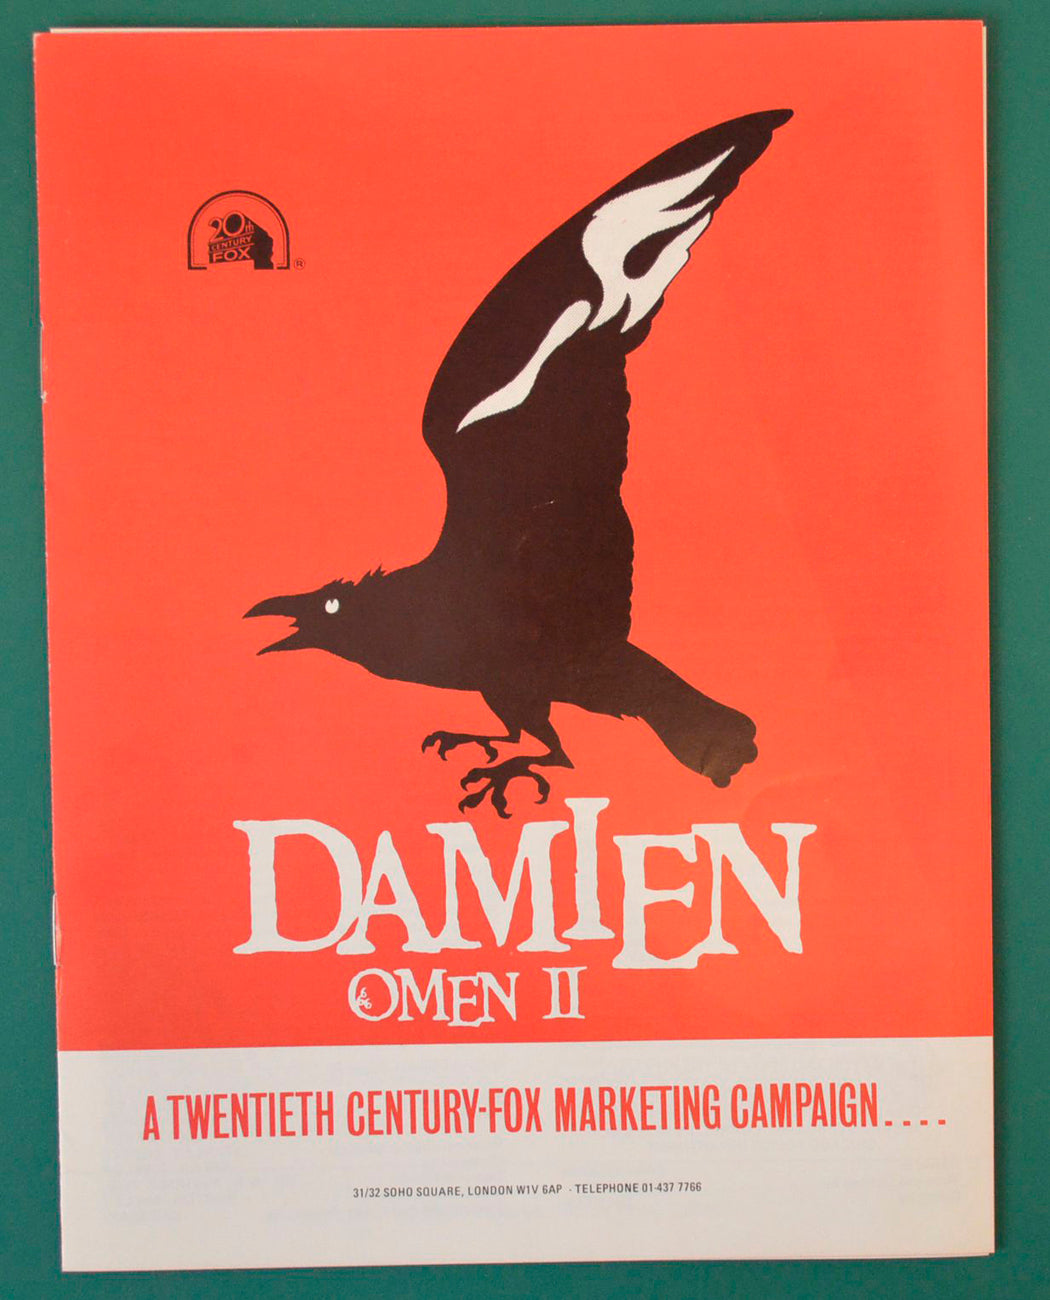 20th
CENTURY
FOX
®
DAMIEN
666
OMEN II
A TWENTIETH CENTURY-FOX MARKETING CAMPAIGN....
31/32 SOHO SQUARE, LONDON W1V 6AP · TELEPHONE 01-437 7766